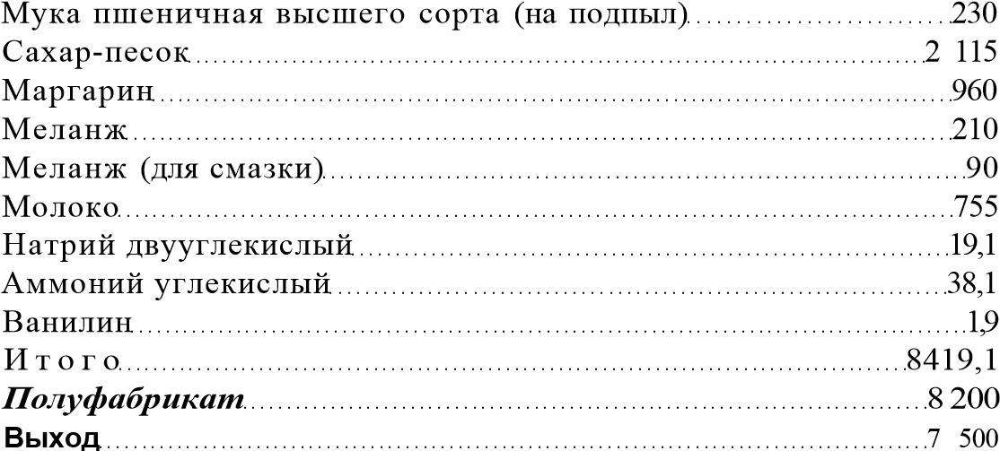 Мука пшеничная высшего сорта (на подпыл) 230
Сахар-песок 2 115
Маргарин 960
Меланж 210
Меланж (для смазки) 90
Молоко 755
Натрий двууглекислый 19,1
Аммоний углекислый 38,1
Ванилин 1,9
Итого 8419,1
Полуфабрикат 8 200
Выход 7 500